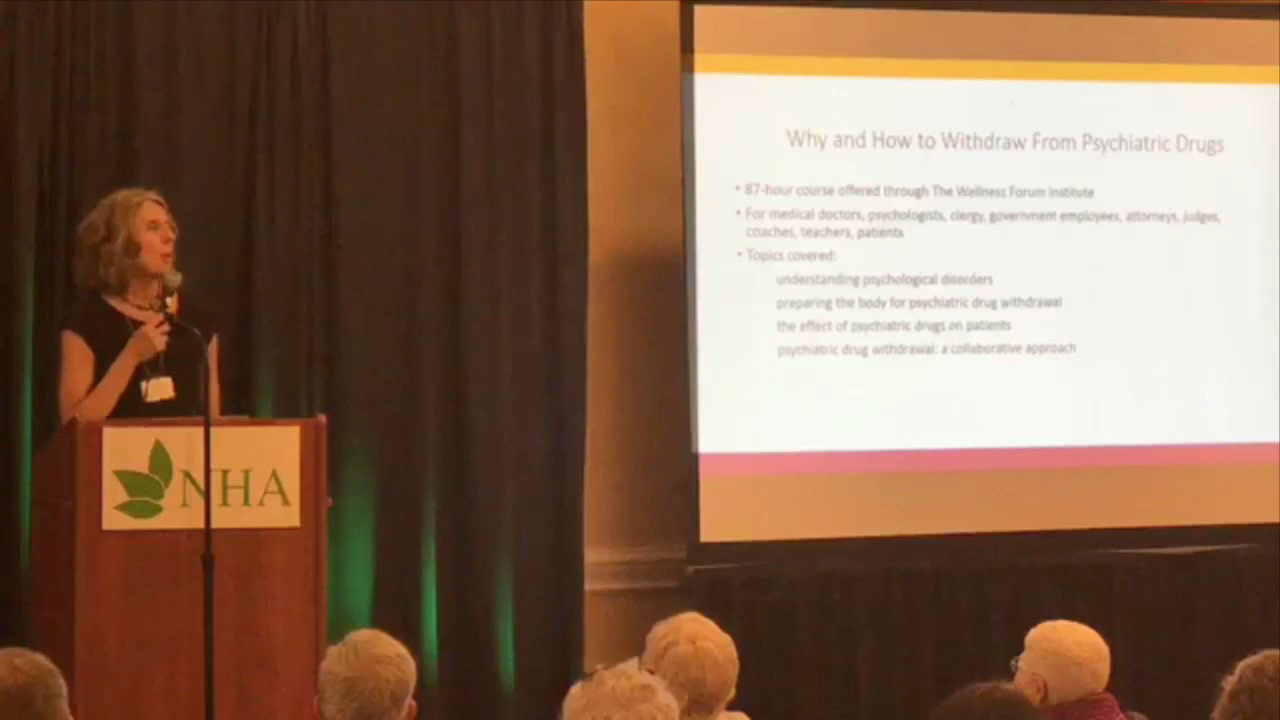 NHA
Why and How to Withdraw From Psychiatric Drugs
• 87-hour course offered through The Wellness Forum Institute
• For medical doctors, psychologists, clergy, government employees, attorneys, judges,
coaches, teachers, patients
• Topics covered:
understanding psychological disorders
preparing the body for psychiatric drug withdrawal
the effect of psychiatric drugs on patients
psychiatric drug withdrawal: a collaborative approach